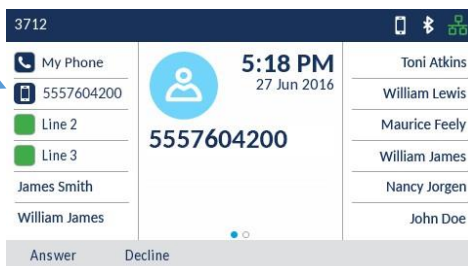 3712
My Phone
5557604200
Line 2
Line 3
James Smith
William James
5:18 PM
27 Jun 2016
5557604200
Toni Atkins
William Lewis
Maurice Feely
William James
Nancy Jorgen
John Doe
Answer Decline